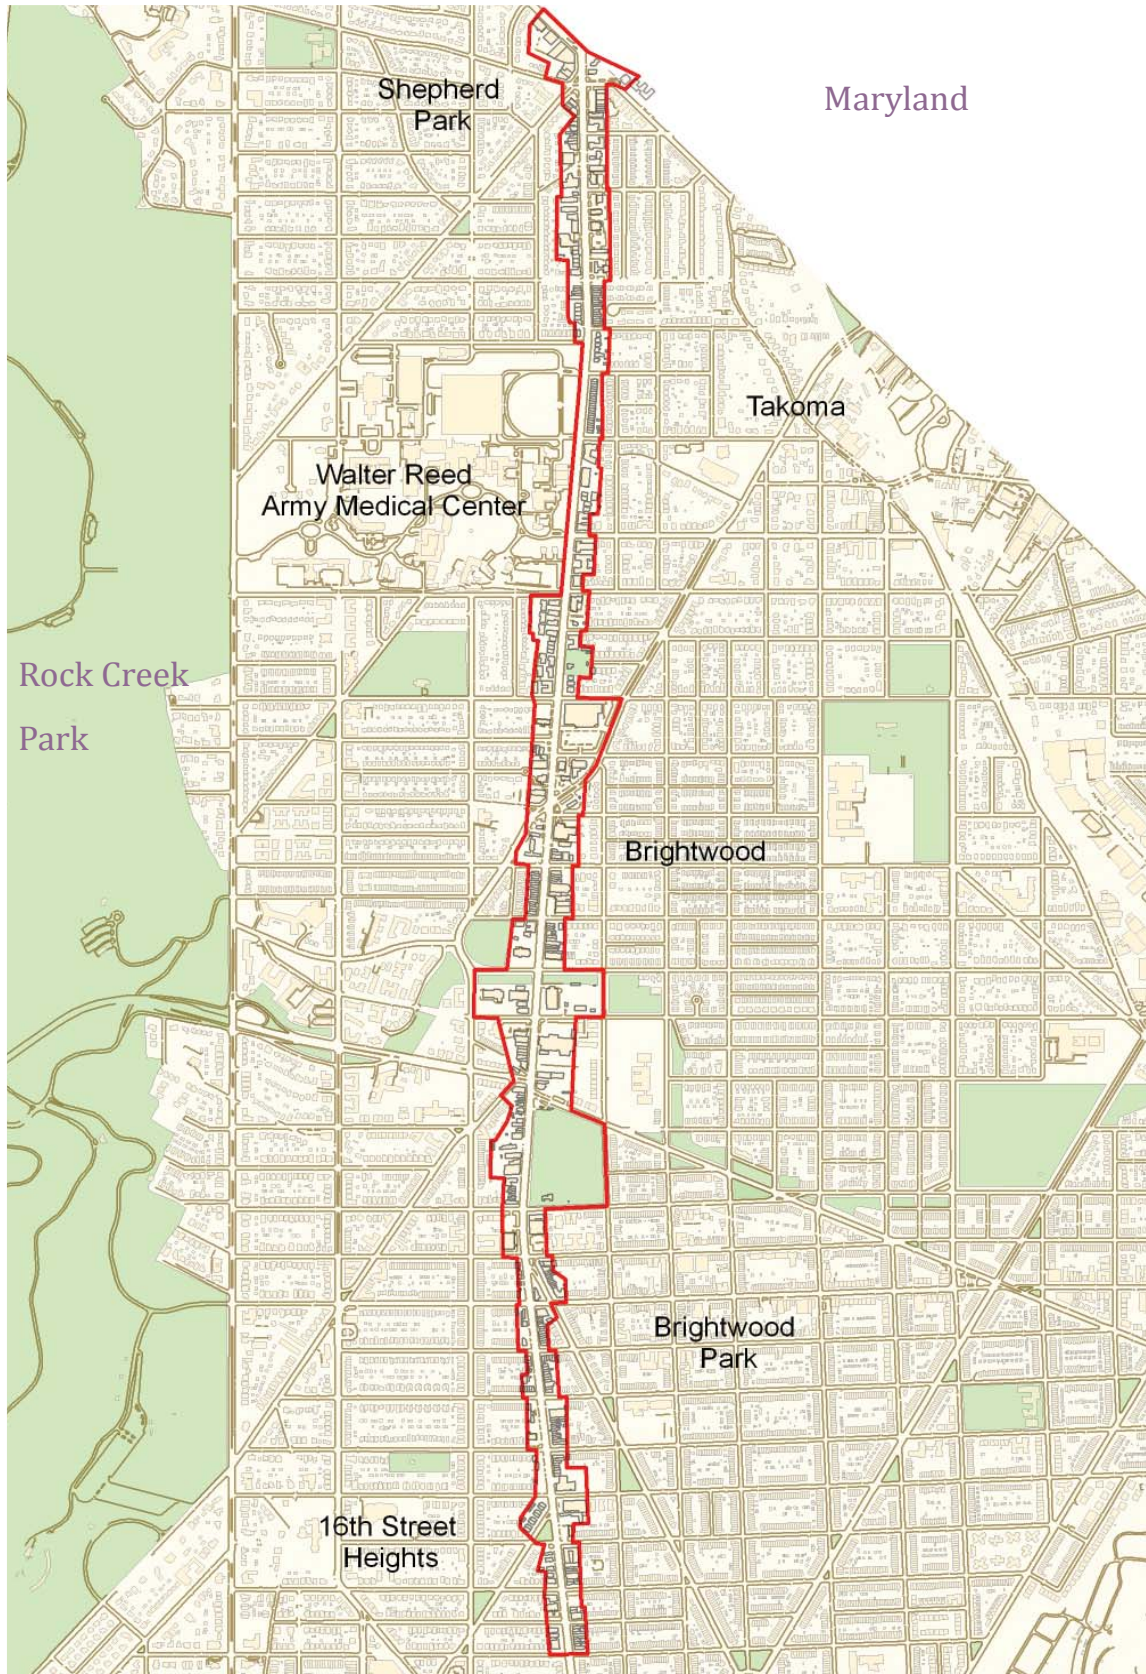 Shepherd
Park
Maryland
Takoma
Walter Reed
Army Medical Center
Rock Creek
Park
Brightwood
Brightwood
Park
16th Street
Heights